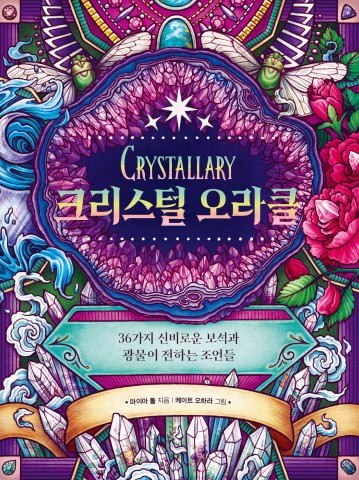 CRYSTALLARY
크리스털 오라클
36가지 신비로운 보석과
광물이 전하는 조언들
마이아 톨 지음 | 케이트 오하라 그림